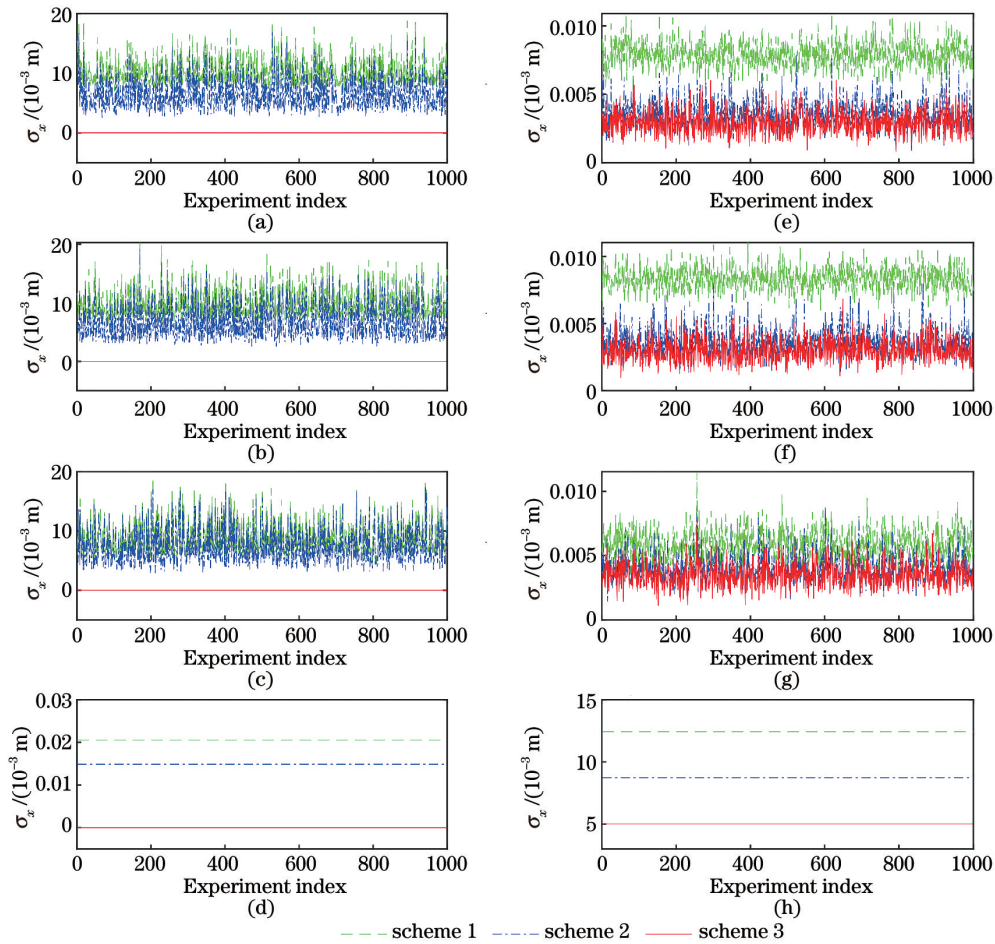 σx /(10⁻³ m)
20
10
0
0 200 400 600 800 1000
Experiment index
(a)
σx /(10⁻³ m)
0.010
0.005
0
0 200 400 600 800 1000
Experiment index
(e)
σx /(10⁻³ m)
20
10
0
0 200 400 600 800 1000
Experiment index
(b)
σx /(10⁻³ m)
0.010
0.005
0
0 200 400 600 800 1000
Experiment index
(f)
σx /(10⁻³ m)
20
10
0
0 200 400 600 800 1000
Experiment index
(c)
σx /(10⁻³ m)
0.010
0.005
0
0 200 400 600 800 1000
Experiment index
(g)
σx /(10⁻³ m)
0.03
0.02
0.01
0
0 200 400 600 800 1000
Experiment index
(d)
σx /(10⁻³ m)
15
10
5
0 200 400 600 800 1000
Experiment index
(h)
scheme 1 scheme 2 scheme 3